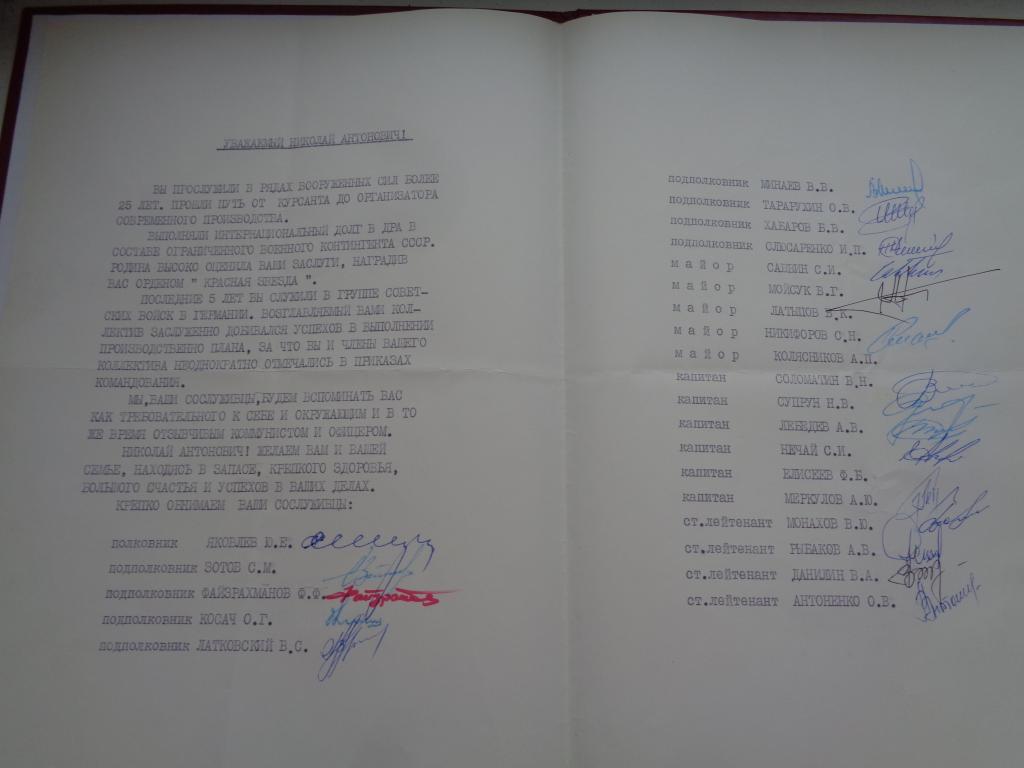 УВАЖАЕМЫЙ НИКОЛАЙ АНТОНОВИЧ!
ВЫ ПРОСЛУЖИЛИ В РЯДАХ ВООРУЖЕННЫХ СИЛ БОЛЕЕ
25 ЛЕТ. ПРОШЛИ ПУТЬ ОТ КУРСАНТА ДО ОРГАНИЗАТОРА
СОВРЕМЕННОГО ПРОИЗВОДСТВА.
ВЫПОЛНЯЛИ ИНТЕРНАЦИОНАЛЬНЫЙ ДОЛГ В ДРА В
СОСТАВЕ ОГРАНИЧЕННОГО ВОЕННОГО КОНТИНГЕНТА СССР.
РОДИНА ВЫСОКО ОЦЕНИЛА ВАШИ ЗАСЛУГИ, НАГРАДИВ
ВАС ОРДЕНОМ " КРАСНАЯ ЗВЕЗДА ".
ПОСЛЕДНИЕ 5 ЛЕТ ВЫ СЛУЖИЛИ В ГРУППЕ СОВЕТ-
СКИХ ВОЙСК В ГЕРМАНИИ. ВОЗГЛАВЛЯЕМЫЙ ВАМИ КОЛ-
ЛЕКТИВ ЗАСЛУЖЕННО ДОБИВАЛСЯ УСПЕХОВ В ВЫПОЛНЕНИИ
ПРОИЗВОДСТВЕННО ПЛАНА, ЗА ЧТО ВЫ И ЧЛЕНЫ ВАШЕГО
КОЛЛЕКТИВА НЕОДНОКРАТНО ОТМЕЧАЛИСЬ В ПРИКАЗАХ
КОМАНДОВАНИЯ.
МЫ,ВАШИ СОСЛУЖИВЦЫ,БУДЕМ ВСПОМИНАТЬ ВАС
КАК ТРЕБОВАТЕЛЬНОГО К СЕБЕ И ОКРУЖАЮЩИМ И В ТО
ЖЕ ВРЕМЯ ОТЗЫВЧИВЫМ КОММУНИСТОМ И ОФИЦЕРОМ.
НИКОЛАЙ АНТОНОВИЧ! ЖЕЛАЕМ ВАМ И ВАШЕЙ
СЕМЬЕ, НАХОДЯСЬ В ЗАПАСЕ, КРЕПКОГО ЗДОРОВЬЯ,
БОЛЬШОГО СЧАСТЬЯ И УСПЕХОВ В ВАШИХ ДЕЛАХ.
КРЕПКО ОБНИМАЕМ ВАШИ СОСЛУЖИВЦЫ:
полковник ЯКОВЛЕВ Ю.Е.
подполковник ЗОТОВ С.М.
подполковник ФАЙЗРАХМАНОВ Ф.Ф.
подполковник КОСАЧ О.Г.
подполковник ЛАТКОВСКИЙ В.С.
подполковник МИНАЕВ В.В.
подполковник ТАРАРУХИН О.В.
подполковник ХАБАРОВ Б.В.
подполковник СЛЮСАРЕНКО И.П.
майор САВВИН С.И.
майор МОЙСУК В.Г.
майор ЛАТЫПОВ В.К.
майор НИКИФОРОВ С.Н.
майор КОЛЯСНИКОВ А.П.
капитан СОЛОМАТИН В.Н.
капитан СУПРУН Н.В.
капитан ЛЕБЕДЕВ А.В.
капитан НЕЧАЙ С.И.
капитан ЕЛИСЕЕВ Ф.Б.
капитан МЕРКУЛОВ А.Ю.
ст.лейтенант МОНАХОВ В.Ю.
ст.лейтенант РЫБАКОВ А.В.
ст.лейтенант ДАНИЛИН В.А.
ст.лейтенант АНТОНЕНКО О.В.